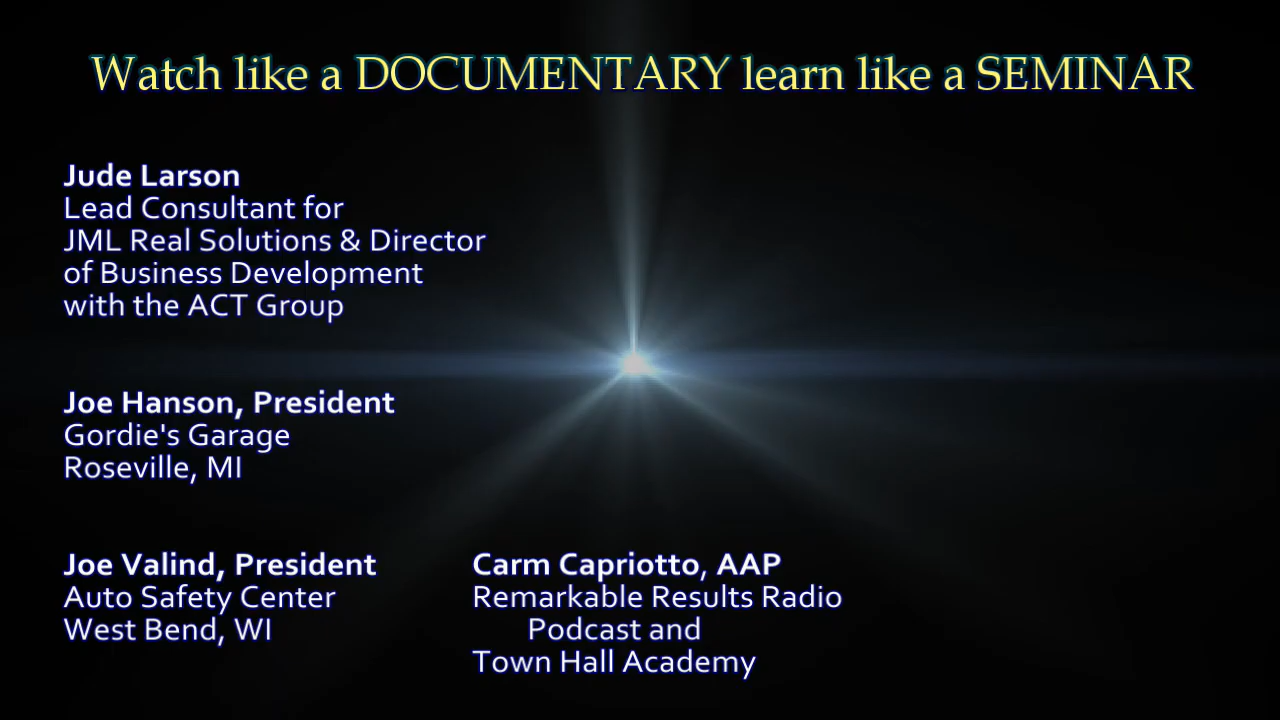 Watch like a DOCUMENTARY learn like a SEMINAR
Jude Larson
Lead Consultant for
JML Real Solutions & Director
of Business Development
with the ACT Group
Joe Hanson, President
Gordie's Garage
Roseville, MI
Joe Valind, President
Auto Safety Center
West Bend, WI
Carm Capriotto, AAP
Remarkable Results Radio
Podcast and
Town Hall Academy